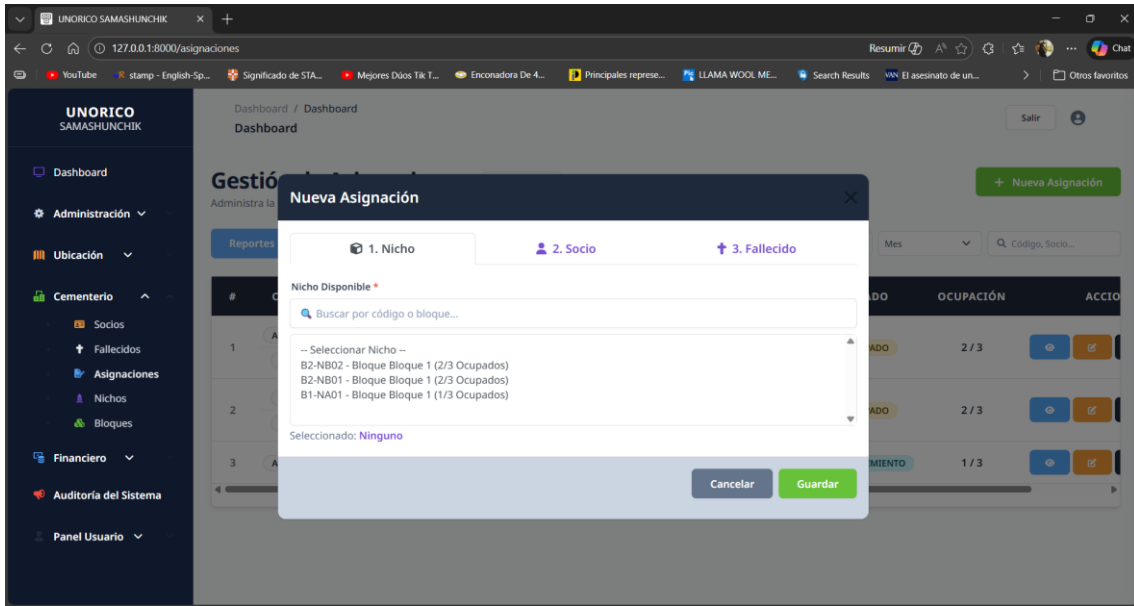 UNORICO SAMASHUNCHIK
127.0.0.1:8000/asignaciones
Resumir
Chat
YouTube
stamp - English-Sp...
Significado de STA...
Mejores Dúos Tik T...
Enconadora De 4...
Principales represe...
LLAMA WOOL ME...
Search Results
VAN El asesinato de un...
Otros favoritos
UNORICO
SAMASHUNCHIK
Dashboard / Dashboard
Dashboard
Salir
Dashboard
Administración
Ubicación
Cementerio
Socios
Fallecidos
Asignaciones
Nichos
Bloques
Financiero
Auditoría del Sistema
Panel Usuario
Gestió
Administra la
+ Nueva Asignación
Reportes
Mes
Código, Socio...
# C ADO OCUPACIÓN ACCIO
1 A PADO 2 / 3
2 PADO 2 / 3
3 A IMIENTO 1 / 3
Nueva Asignación
1. Nicho
2. Socio
3. Fallecido
Nicho Disponible *
Buscar por código o bloque...
-- Seleccionar Nicho --
B2-NB02 - Bloque Bloque 1 (2/3 Ocupados)
B2-NB01 - Bloque Bloque 1 (2/3 Ocupados)
B1-NA01 - Bloque Bloque 1 (1/3 Ocupados)
Seleccionado: Ninguno
Cancelar
Guardar